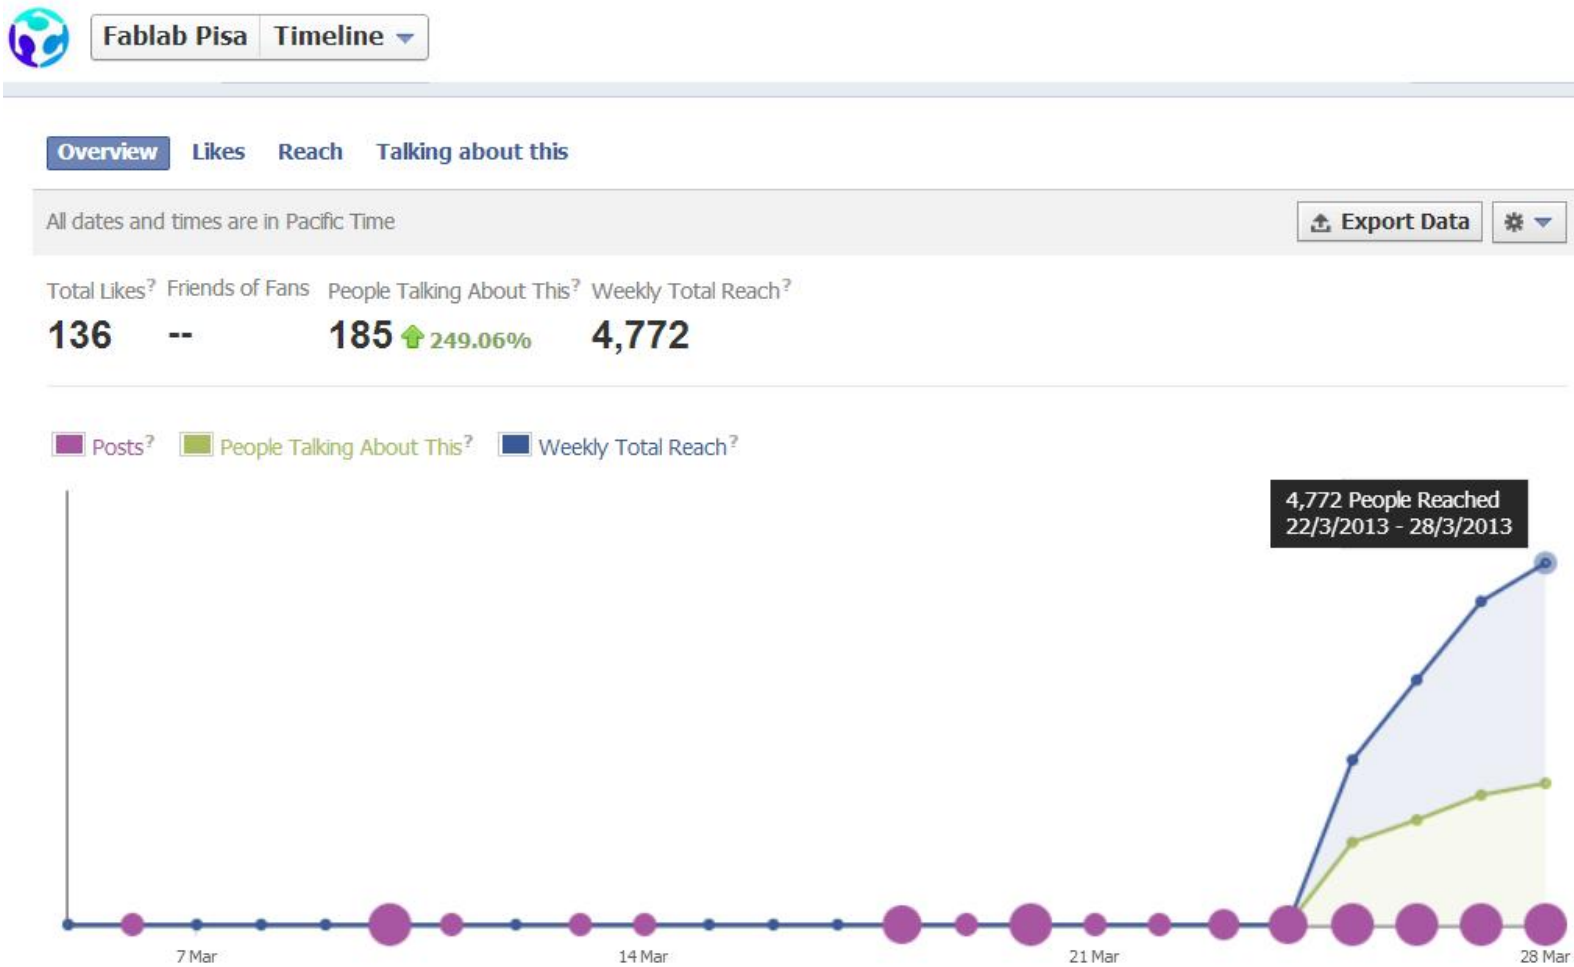 Fablab Pisa Timeline
Overview Likes Reach Talking about this
All dates and times are in Pacific Time
Export Data
Total Likes? Friends of Fans People Talking About This? Weekly Total Reach?
136 -- 185 249.06% 4,772
Posts? People Talking About This? Weekly Total Reach?
4,772 People Reached
22/3/2013 - 28/3/2013
7 Mar 14 Mar 21 Mar 28 Mar